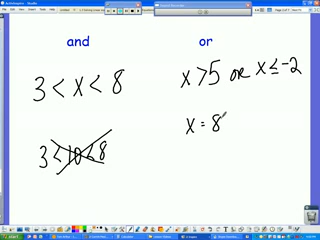 and
or
3 < x < 8
x > 5 or x ≤ -2
x = 8
3 < 10 < 8